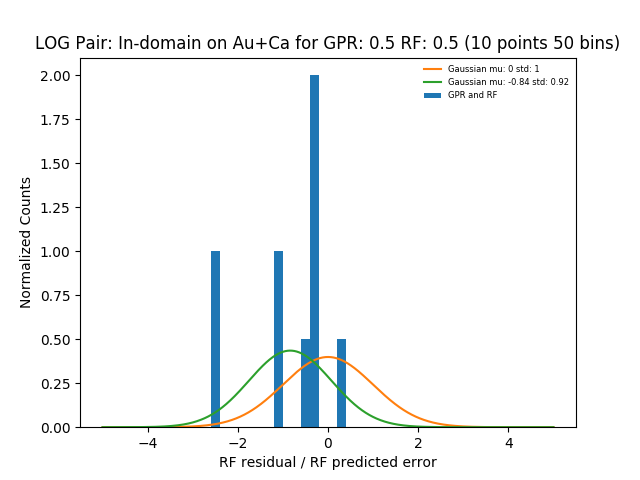 LOG Pair: In-domain on Au+Ca for GPR: 0.5 RF: 0.5 (10 points 50 bins)
Gaussian mu: 0 std: 1
Gaussian mu: -0.84 std: 0.92
GPR and RF
Normalized Counts
2.00
1.75
1.50
1.25
1.00
0.75
0.50
0.25
0.00
−4
−2
0
2
4
RF residual / RF predicted error